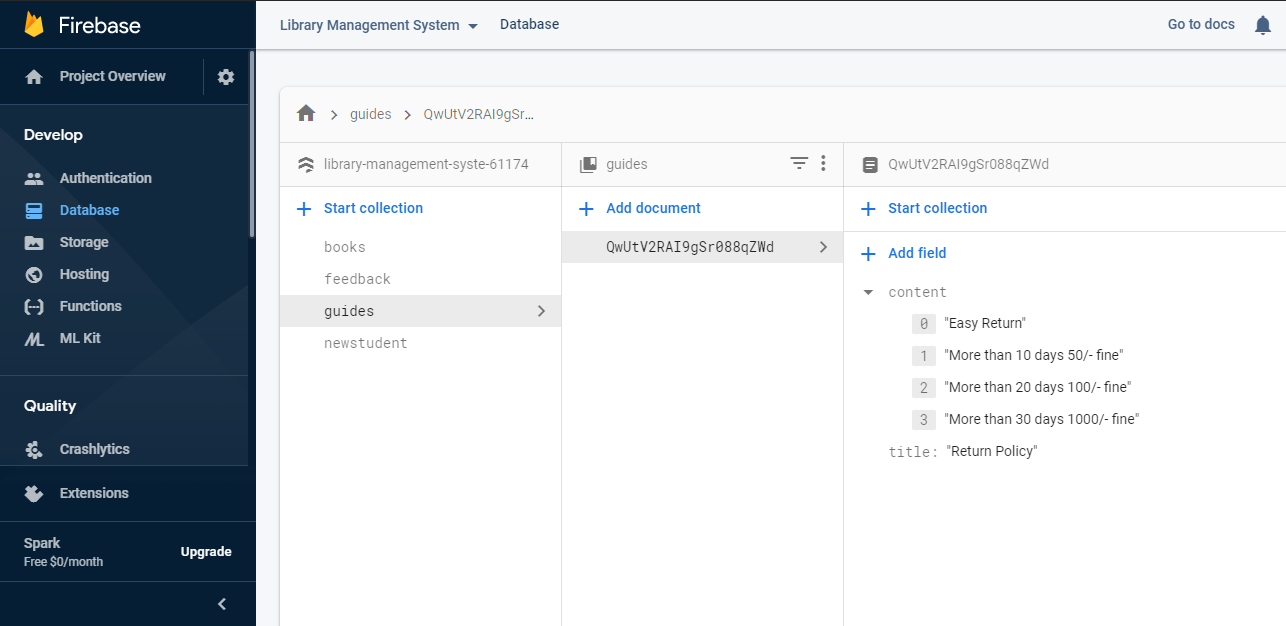 Firebase
Library Management System
Database
Go to docs
Project Overview
guides
QwUtV2RAI9gSr...
Develop
Authentication
Database
Storage
Hosting
Functions
ML Kit
Quality
Crashlytics
Extensions
Spark
Free $0/month
Upgrade
library-management-syste-61174
Start collection
books
feedback
guides
newstudent
guides
Add document
QwUtV2RAI9gSr088qZWd
QwUtV2RAI9gSr088qZWd
Start collection
Add field
content
0 "Easy Return"
1 "More than 10 days 50/- fine"
2 "More than 20 days 100/- fine"
3 "More than 30 days 1000/- fine"
title: "Return Policy"